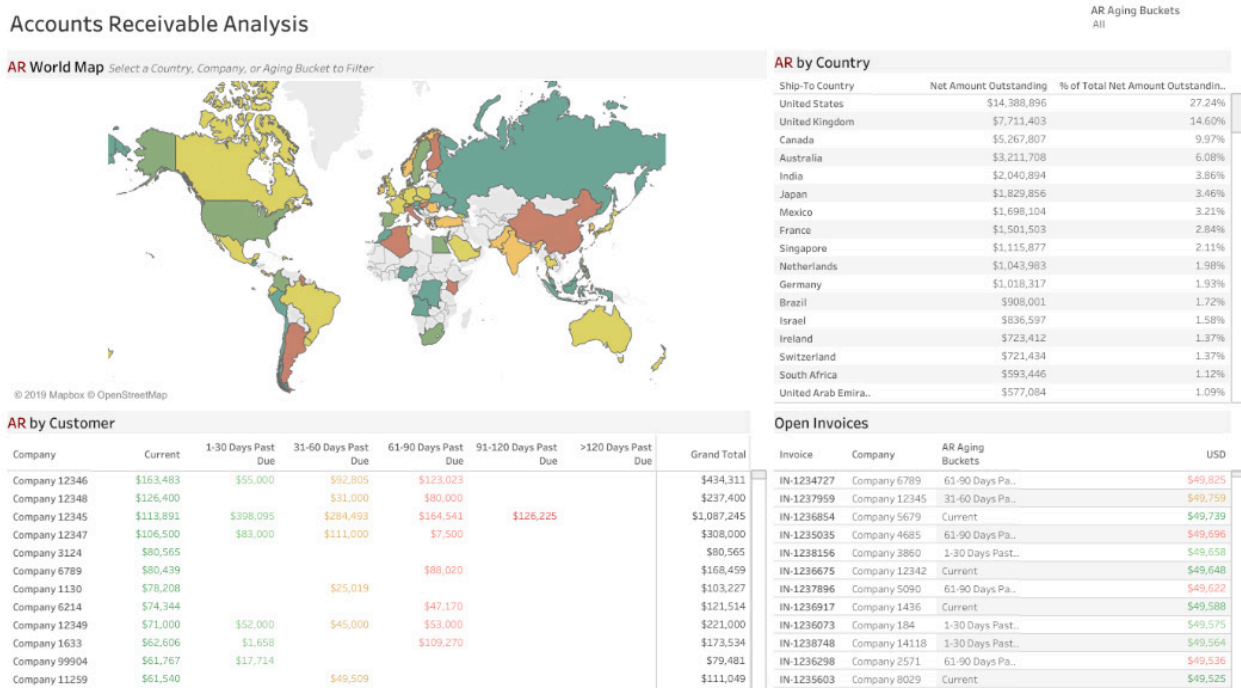 Accounts Receivable Analysis
AR Aging Buckets
All
AR World Map Select a Country, Company, or Aging Bucket to Filter
© 2019 Mapbox © OpenStreetMap
AR by Country
Ship-To Country Net Amount Outstanding % of Total Net Amount Outstandin..
United States $14,388,896 27.24%
United Kingdom $7,711,403 14.60%
Canada $5,267,807 9.97%
Australia $3,211,708 6.08%
India $2,040,894 3.86%
Japan $1,829,856 3.46%
Mexico $1,698,104 3.21%
France $1,501,503 2.84%
Singapore $1,115,877 2.11%
Netherlands $1,043,983 1.98%
Germany $1,018,317 1.93%
Brazil $908,001 1.72%
Israel $836,597 1.58%
Ireland $723,412 1.37%
Switzerland $721,434 1.37%
South Africa $593,446 1.12%
United Arab Emira.. $577,084 1.09%
AR by Customer
Company Current 1-30 Days Past Due 31-60 Days Past Due 61-90 Days Past Due 91-120 Days Past Due >120 Days Past Due Grand Total
Company 12346 $163,483 $55,000 $92,805 $123,023 $434,311
Company 12348 $126,400 $31,000 $80,000 $237,400
Company 12345 $113,891 $398,095 $284,493 $164,541 $126,225 $1,087,245
Company 12347 $106,500 $83,000 $111,000 $7,500 $308,000
Company 3124 $80,565 $80,565
Company 6789 $80,439 $88,020 $168,459
Company 1130 $78,208 $25,019 $103,227
Company 6214 $74,344 $47,170 $121,514
Company 12349 $71,000 $52,000 $45,000 $53,000 $221,000
Company 1633 $62,606 $1,658 $109,270 $173,534
Company 99904 $61,767 $17,714 $79,481
Company 11259 $61,540 $49,509 $111,049
Open Invoices
Invoice Company AR Aging Buckets USD
IN-1234727 Company 6789 61-90 Days Pa.. $49,825
IN-1237959 Company 12345 31-60 Days Pa.. $49,759
IN-1236854 Company 5679 Current $49,739
IN-1235035 Company 4685 61-90 Days Pa.. $49,696
IN-1238156 Company 3860 1-30 Days Past.. $49,658
IN-1236675 Company 12342 Current $49,648
IN-1237896 Company 5090 61-90 Days Pa.. $49,622
IN-1236917 Company 1436 Current $49,588
IN-1236073 Company 184 1-30 Days Past.. $49,575
IN-1238748 Company 14118 1-30 Days Past.. $49,564
IN-1236298 Company 2571 61-90 Days Pa.. $49,536
IN-1235603 Company 8029 Current $49,525